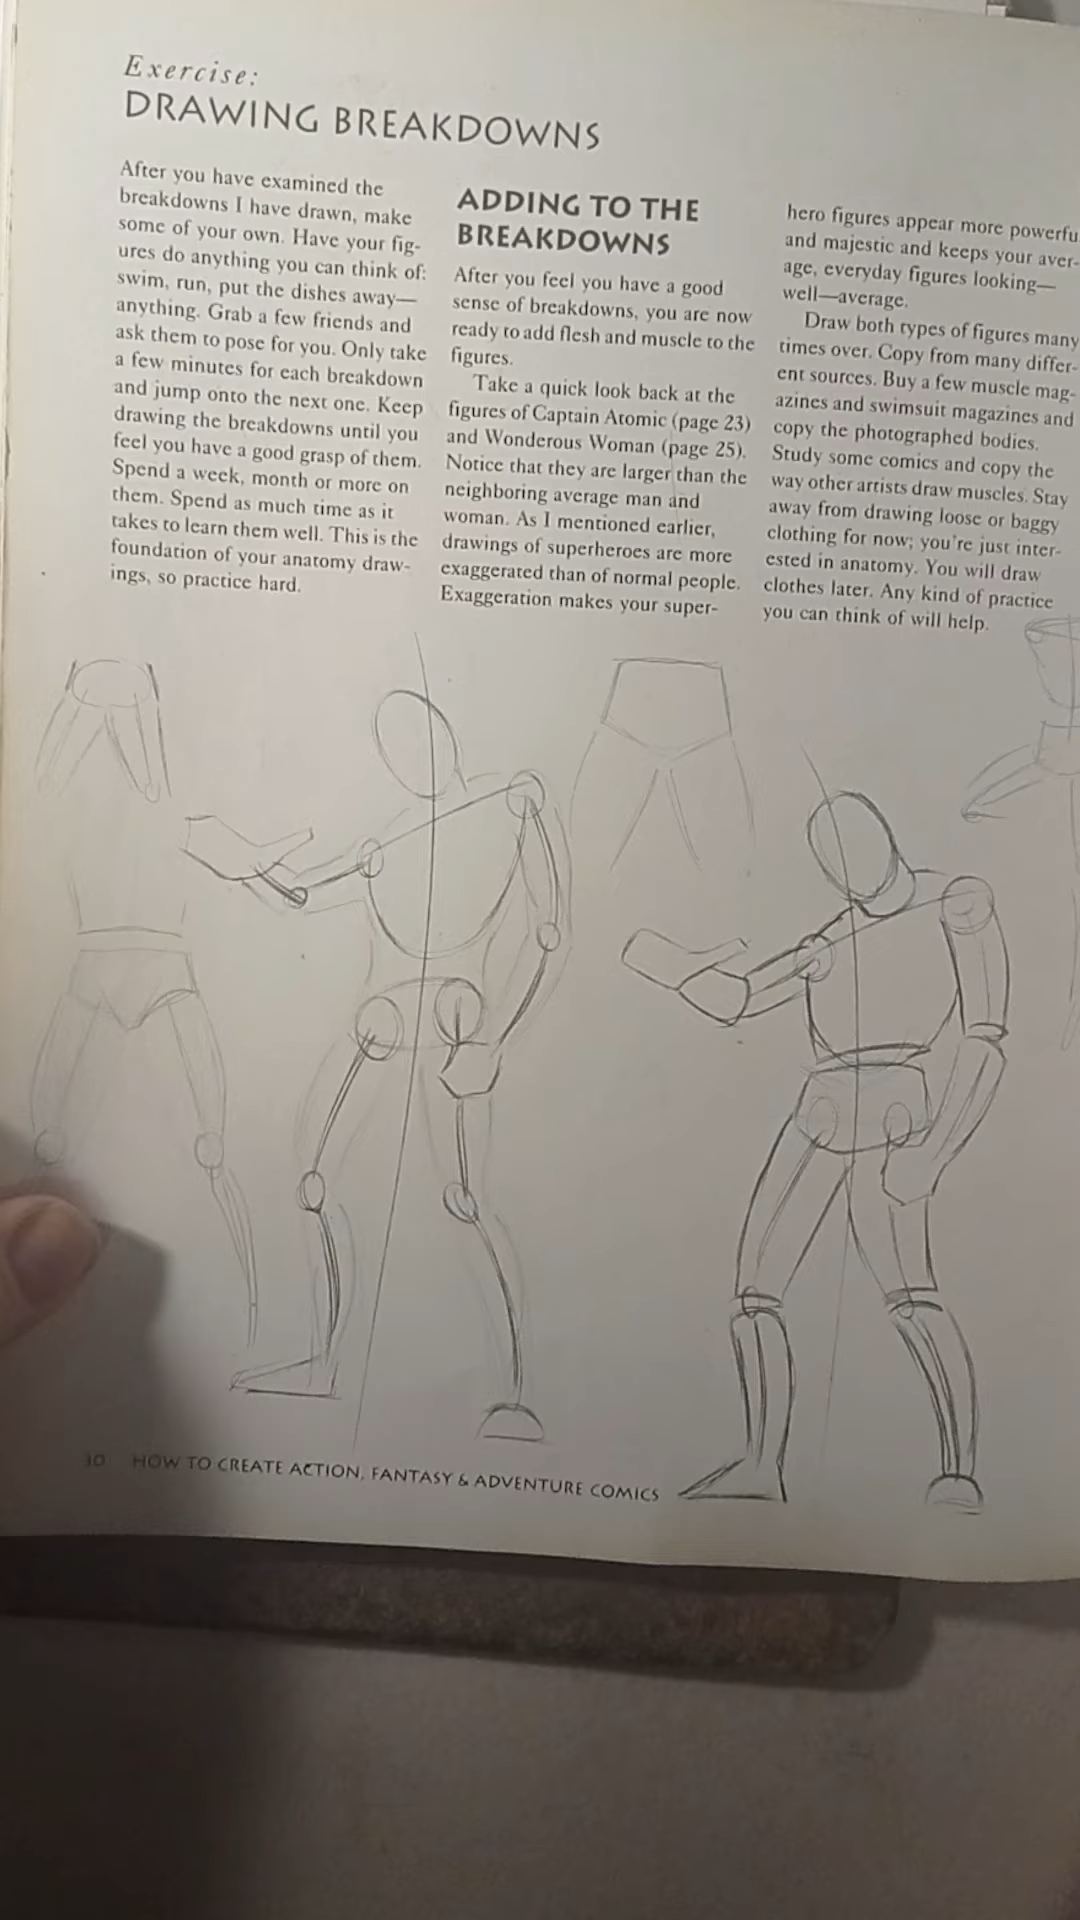 Exercise:
DRAWING BREAKDOWNS
After you have examined the
breakdowns I have drawn, make
some of your own. Have your fig-
ures do anything you can think of:
swim, run, put the dishes away—
anything. Grab a few friends and
ask them to pose for you. Only take
a few minutes for each breakdown
and jump onto the next one. Keep
drawing the breakdowns until you
feel you have a good grasp of them.
Spend a week, month or more on
them. Spend as much time as it
takes to learn them well. This is the
foundation of your anatomy draw-
ings, so practice hard.
ADDING TO THE
BREAKDOWNS
After you feel you have a good
sense of breakdowns, you are now
ready to add flesh and muscle to the
figures.
Take a quick look back at the
figures of Captain Atomic (page 23)
and Wonderous Woman (page 25).
Notice that they are larger than the
neighboring average man and
woman. As I mentioned earlier,
drawings of superheroes are more
exaggerated than of normal people.
Exaggeration makes your super-
hero figures appear more powerfu
and majestic and keeps your aver-
age, everyday figures looking—
well—average.
Draw both types of figures many
times over. Copy from many differ-
ent sources. Buy a few muscle mag-
azines and swimsuit magazines and
copy the photographed bodies.
Study some comics and copy the
way other artists draw muscles. Stay
away from drawing loose or baggy
clothing for now; you're just inter-
ested in anatomy. You will draw
clothes later. Any kind of practice
you can think of will help.
30 HOW TO CREATE ACTION, FANTASY & ADVENTURE COMICS